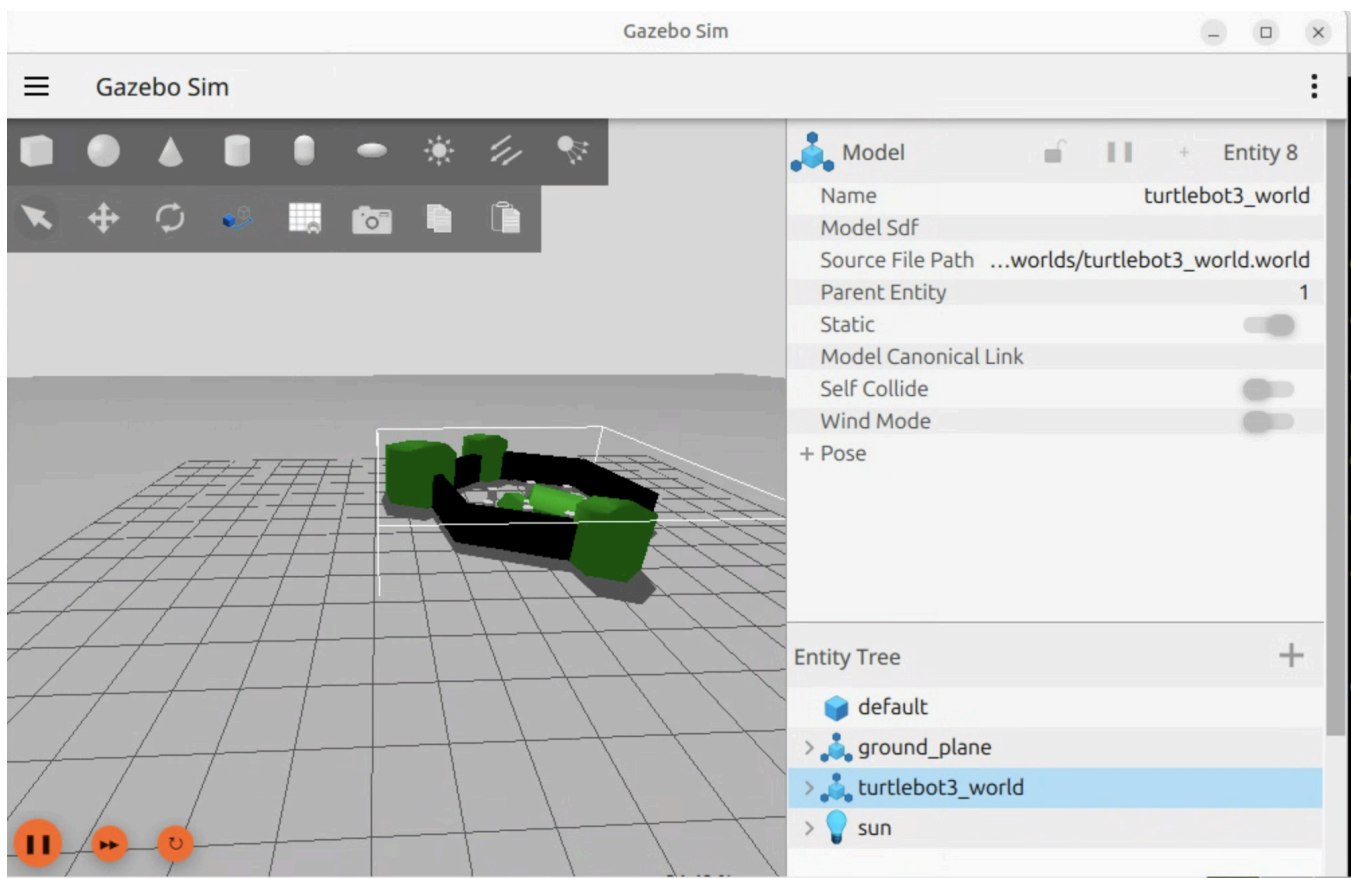 Gazebo Sim
Gazebo Sim
Model Entity 8
Name turtlebot3_world
Model Sdf
Source File Path ...worlds/turtlebot3_world.world
Parent Entity 1
Static
Model Canonical Link
Self Collide
Wind Mode
+ Pose
Entity Tree
default
ground_plane
turtlebot3_world
sun